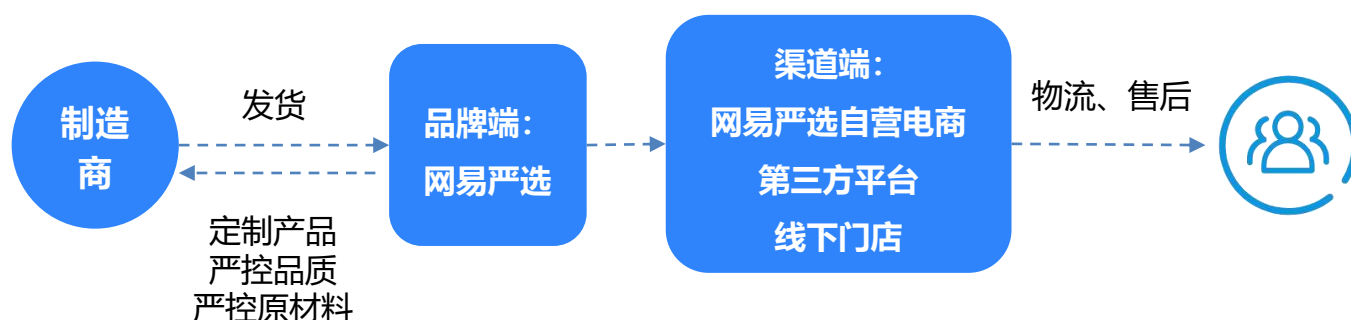 制造
商
发货
定制产品
严控品质
严控原材料
品牌端：
网易严选
渠道端：
网易严选自营电商
第三方平台
线下门店
物流、售后